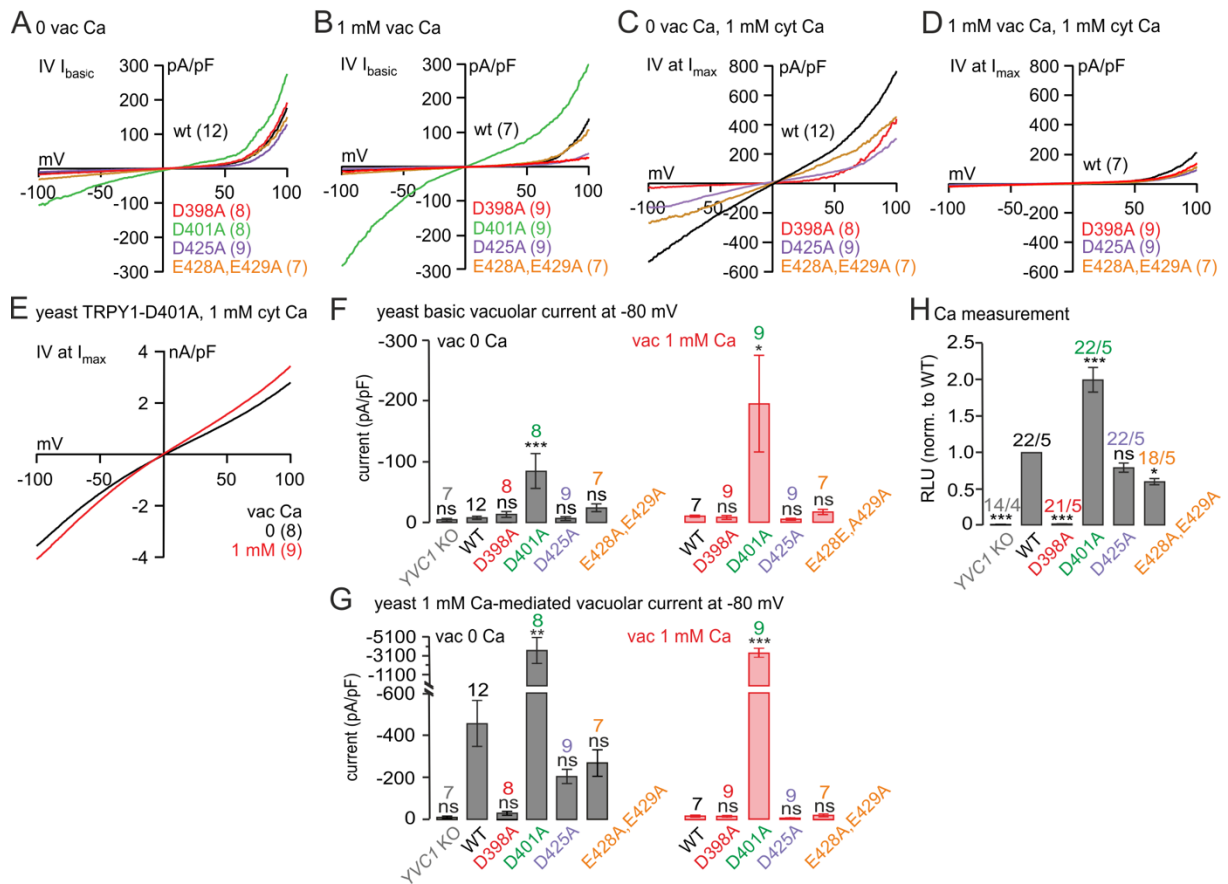 A 0 vac Ca
IV Ibasic
pA/pF
300
200
100
wt (12)
mV
-100 -50 50 100
-100
-200
-300
D398A (8)
D401A (8)
D425A (9)
E428A,E429A (7)
B 1 mM vac Ca
IV Ibasic
pA/pF
300
200
100
wt (7)
mV
-100 -50 50 100
-100
-200
-300
D398A (9)
D401A (9)
D425A (9)
E428A,E429A (7)
C 0 vac Ca, 1 mM cyt Ca
IV at Imax
pA/pF
800
600
400
200
wt (12)
mV
-100 -50 50 100
-200
-400
-600
D398A (8)
D425A (9)
E428A,E429A (7)
D 1 mM vac Ca, 1 mM cyt Ca
IV at Imax
pA/pF
800
600
400
200
wt (7)
mV
-100 -50 50 100
-200
-400
-600
D398A (9)
D425A (9)
E428A,E429A (7)
E yeast TRPY1-D401A, 1 mM cyt Ca
IV at Imax
nA/pF
4
2
mV
-100 -50 50 100
-2
-4
vac Ca
0 (8)
1 mM (9)
F yeast basic vacuolar current at -80 mV
vac 0 Ca
vac 1 mM Ca
current (pA/pF)
-300
-200
-100
0
7 12 8 8 9 7
ns ns *** ns ns
YVC1 KO
WT
D398A
D401A
D425A
E428A,E429A
7 9 9 9 7
ns * ns ns
WT
D398A
D401A
D425A
E428E,A429A
G yeast 1 mM Ca-mediated vacuolar current at -80 mV
vac 0 Ca
vac 1 mM Ca
current (pA/pF)
-5100
-3100
-1100
-600
-400
-200
0
7 12 8 8 9 7
ns ns ** ns ns
YVC1 KO
WT
D398A
D401A
D425A
E428A,E429A
7 9 9 9 7
ns *** ns ns
WT
D398A
D401A
D425A
E428A,E429A
H Ca measurement
RLU (norm. to WT)
2.5
2.0
1.5
1.0
0.5
0
14/4 22/5 21/5 22/5 22/5 18/5
*** *** *** ns *
YVC1 KO
WT
D398A
D401A
D425A
E428A,E429A